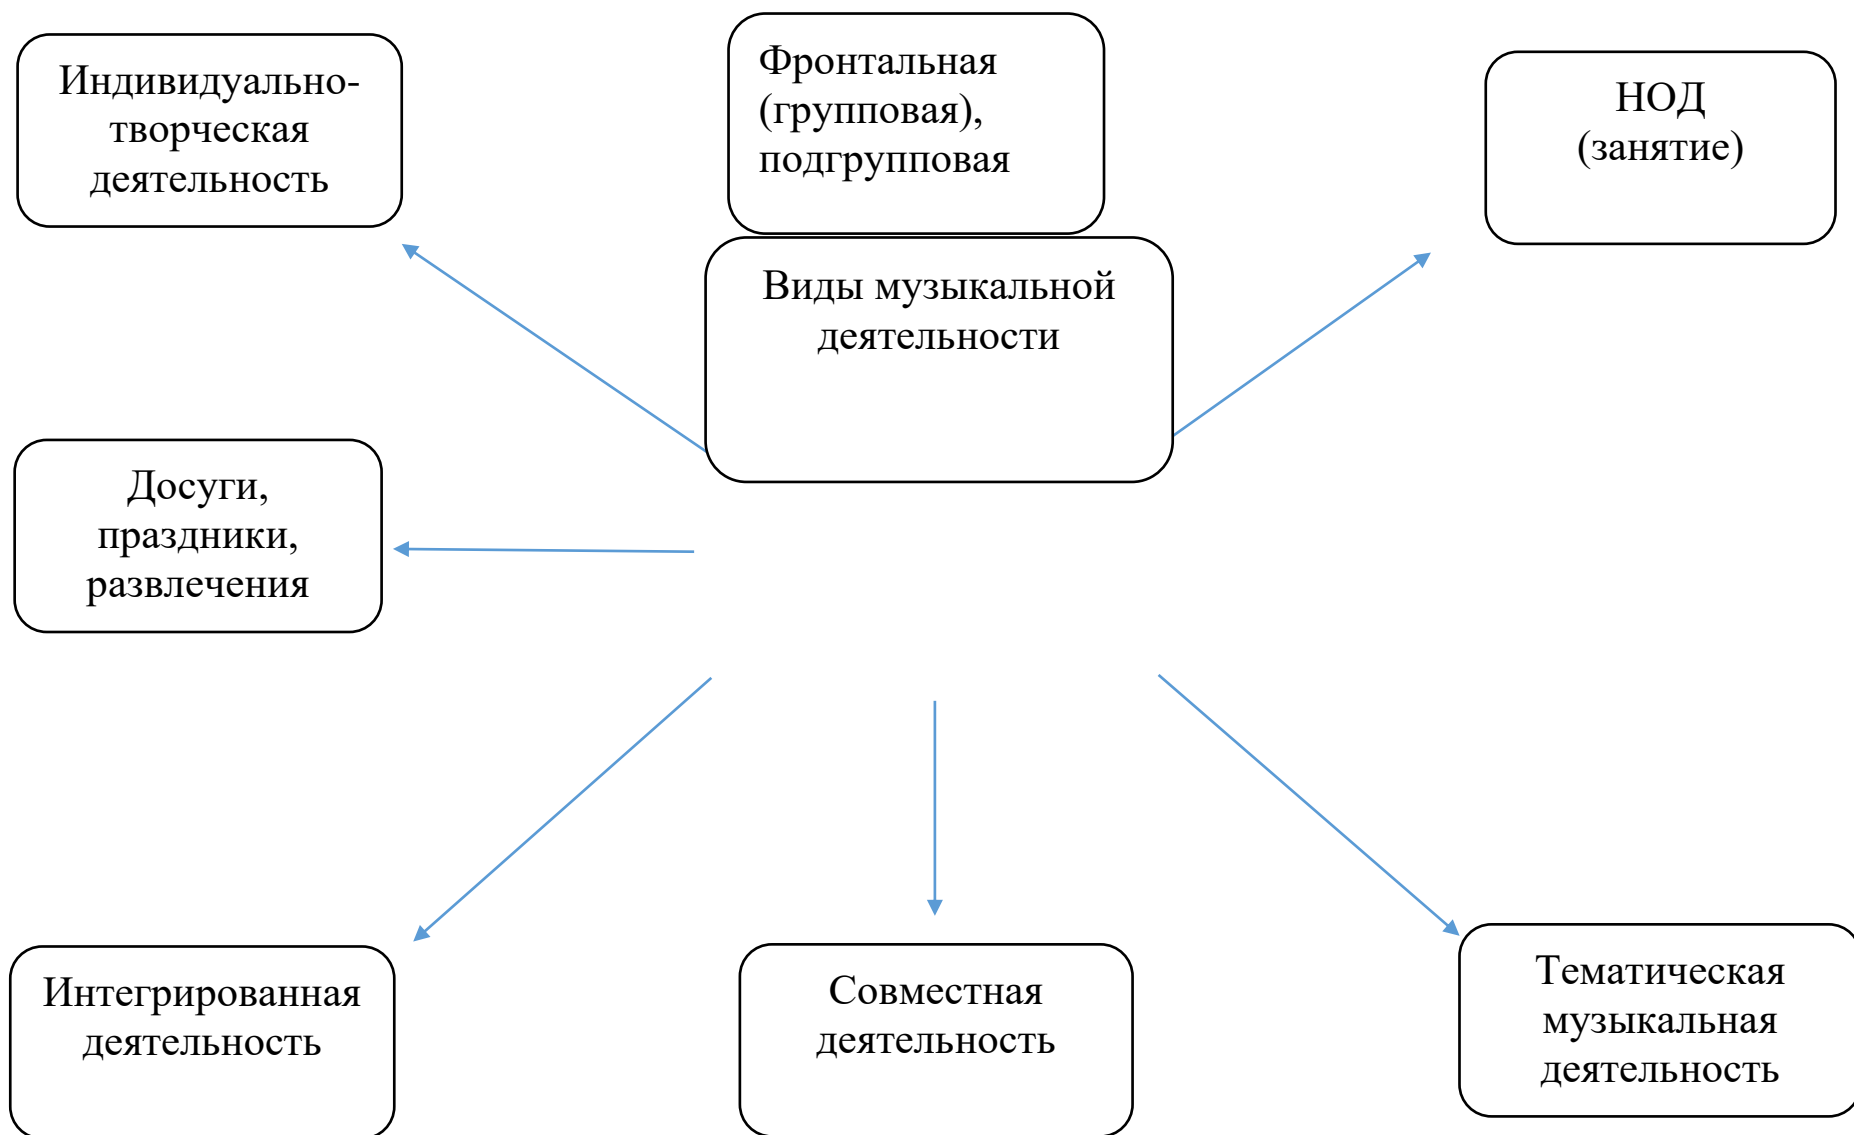 Индивидуально-
творческая
деятельность
Фронтальная
(групповая),
подгрупповая
НОД
(занятие)
Виды музыкальной
деятельности
Досуги,
праздники,
развлечения
Интегрированная
деятельность
Совместная
деятельность
Тематическая
музыкальная
деятельность